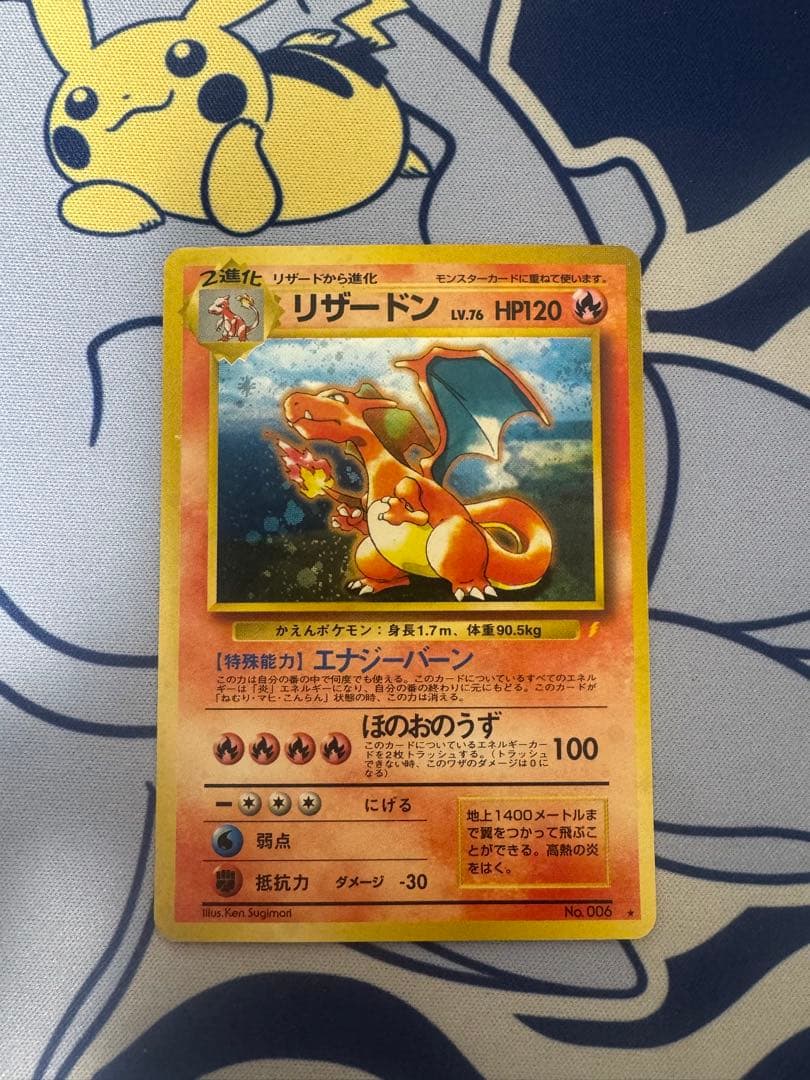 2進化 リザードから進化 モンスターカードに重ねて使います。
リザードン LV.76 HP120
かえんポケモン：身長1.7m、体重90.5kg
【特殊能力】エナジーバーン
この力は自分の番の中で何度でも使える。このカードについているすべてのエネル
ギーは「炎」エネルギーになり、自分の番の終わりに元にもどる。このカードが
「ねむり・マヒ・こんらん」状態の時、この力は消える。
ほのおのうず
このカードについているエネルギーカー
ドを2枚トラッシュする。（トラッシュ
できない時、このワザのダメージは0に
なる）
100
にげる
弱点
抵抗力 ダメージ -30
地上1400メートルま
で翼をつかって飛ぶこ
とができる。高熱の炎
をはく。
Illus. Ken Sugimori No. 006 ★